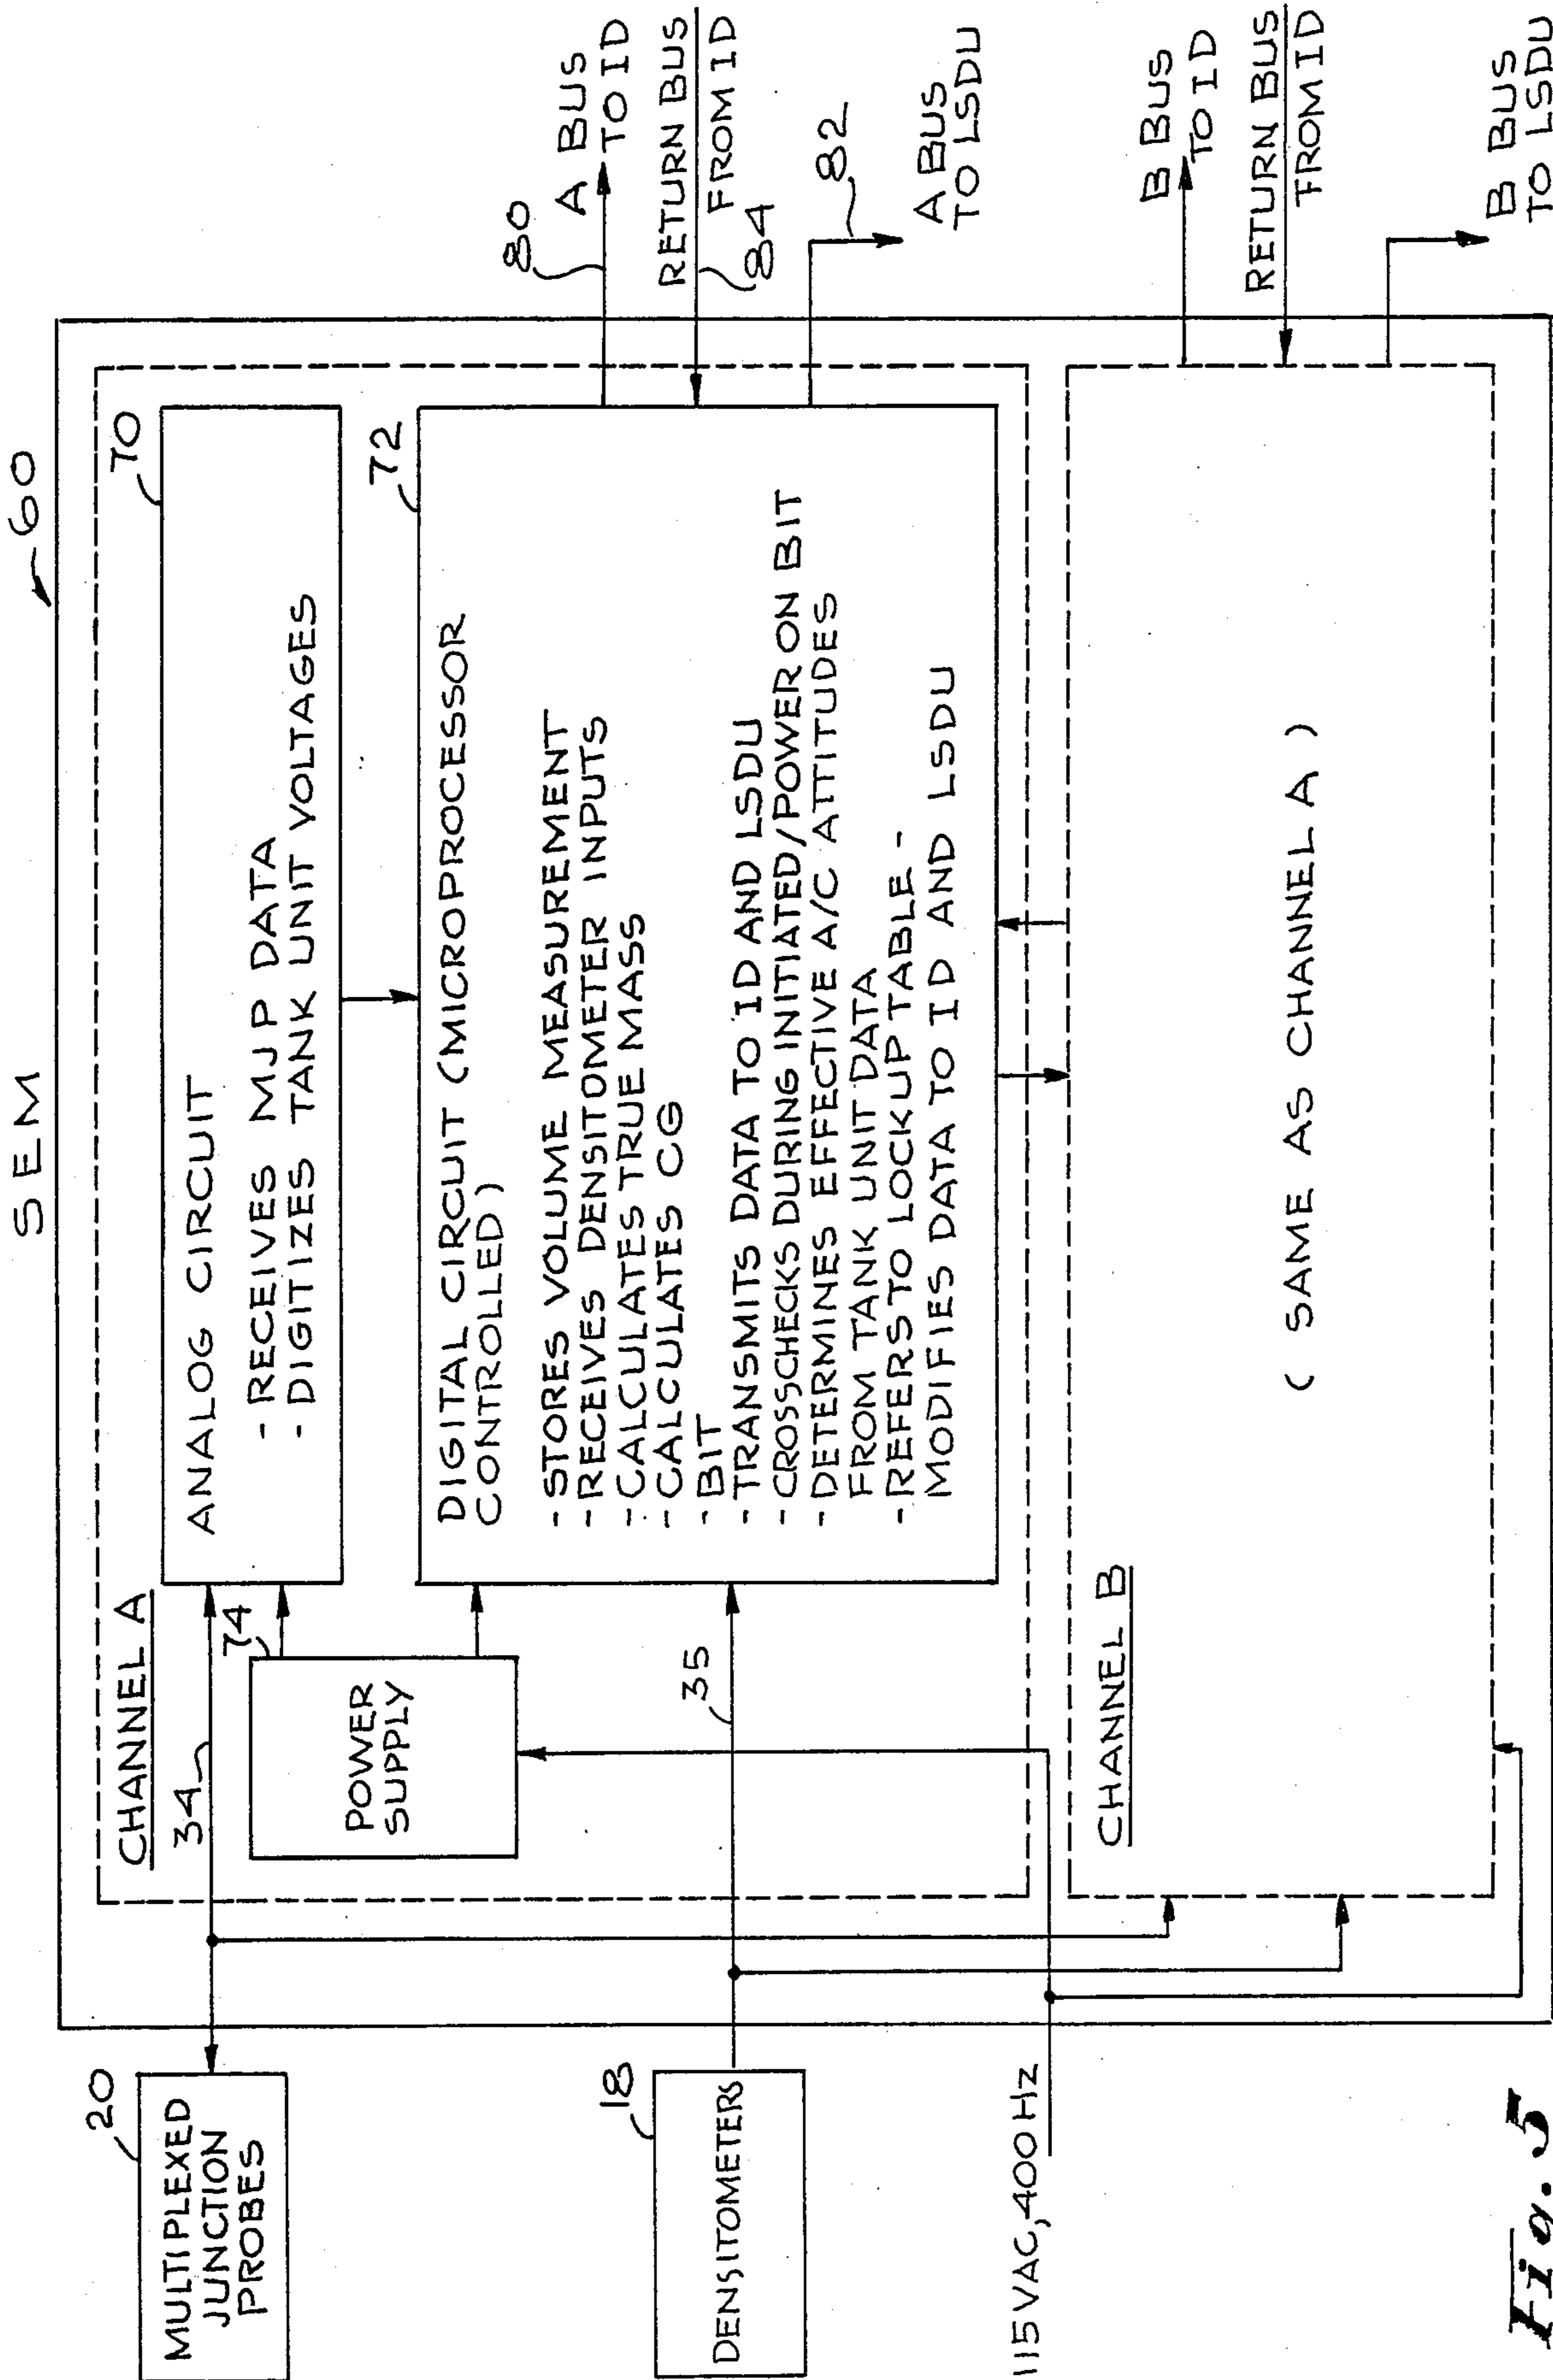 SEM
60
20
MULTIPLEXED
JUNCTION
PROBES
34
CHANNEL A
74
POWER
SUPPLY
70
ANALOG CIRCUIT
- RECEIVES MJP DATA
- DIGITIZES TANK UNIT VOLTAGES
72
DIGITAL CIRCUIT (MICROPROCESSOR
CONTROLLED)
- STORES VOLUME MEASUREMENT
- RECEIVES DENSITOMETER INPUTS
- CALCULATES TRUE MASS
- CALCULATES CG
- BIT
- TRANSMITS DATA TO ID AND LSDU
- CROSSCHECKS DURING INITIATED/POWER ON BIT
- DETERMINES EFFECTIVE A/C ATTITUDES
FROM TANK UNIT DATA
- REFERS TO LOCKUP TABLE -
MODIFIES DATA TO ID AND LSDU
80
A BUS
TO ID
RETURN BUS
FROM ID
84
82
A BUS
TO LSDU
18
DENSITOMETERS
35
115 VAC, 400 Hz
CHANNEL B
( SAME AS CHANNEL A )
B BUS
TO ID
RETURN BUS
FROM ID
B BUS
TO LSDU
Fig. 5